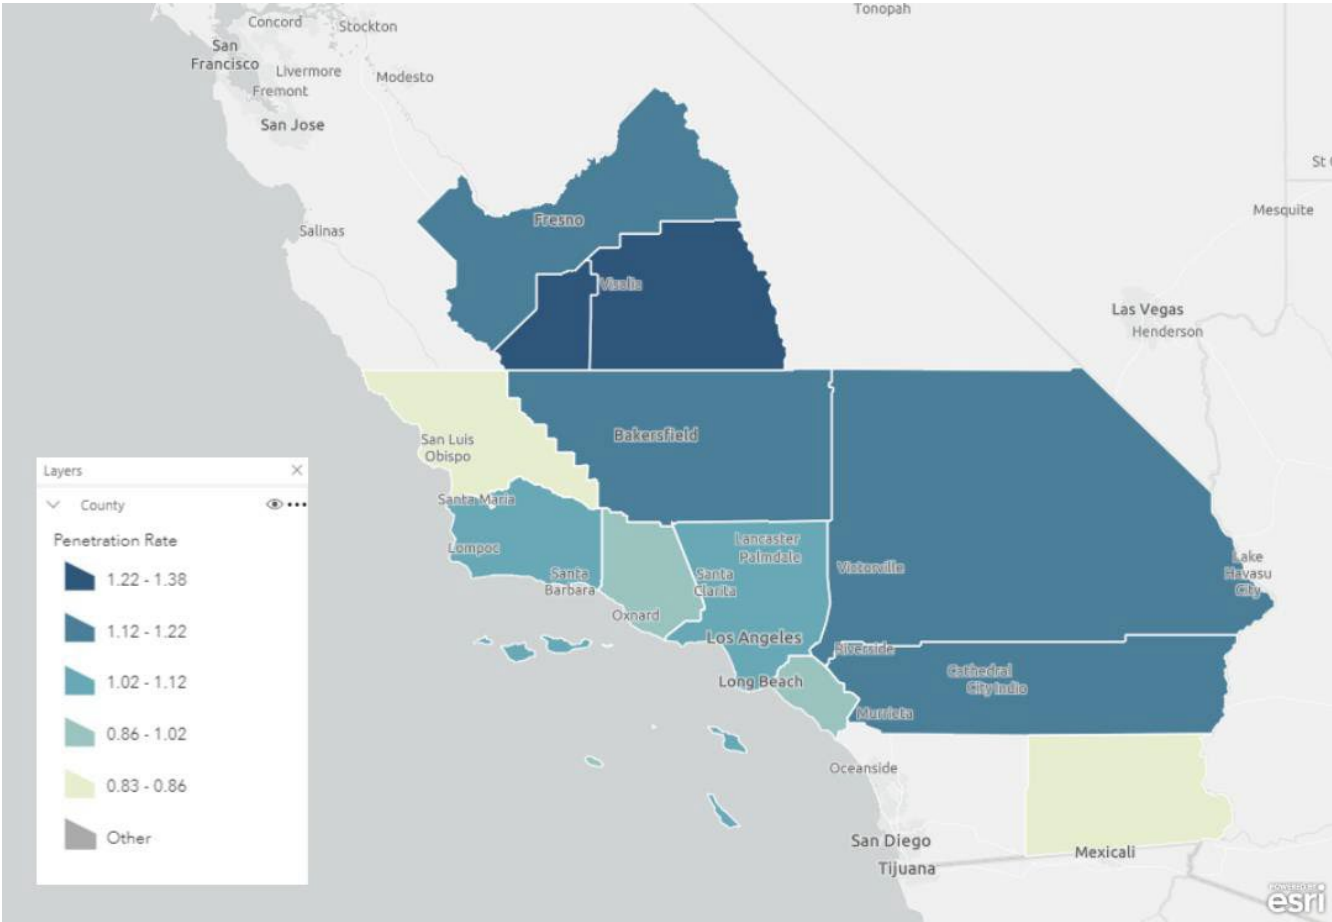 Tonopah
Concord
Stockton
San
Francisco
Livermore
Modesto
Fremont
San Jose
St
Mesquite
Fresno
Salinas
Visalia
Las Vegas
Henderson
Bakersfield
San Luis
Obispo
Santa Maria
Lompoc
Santa
Barbara
Oxnard
Santa
Clarita
Lancaster
Palmdale
Victorville
Lake
Havasu
City
Los Angeles
Riverside
Long Beach
Cathedral
City Indio
Murrieta
Oceanside
San Diego
Tijuana
Mexicali
Layers
County
Penetration Rate
1.22 - 1.38
1.12 - 1.22
1.02 - 1.12
0.86 - 1.02
0.83 - 0.86
Other
POWERED BY
esri